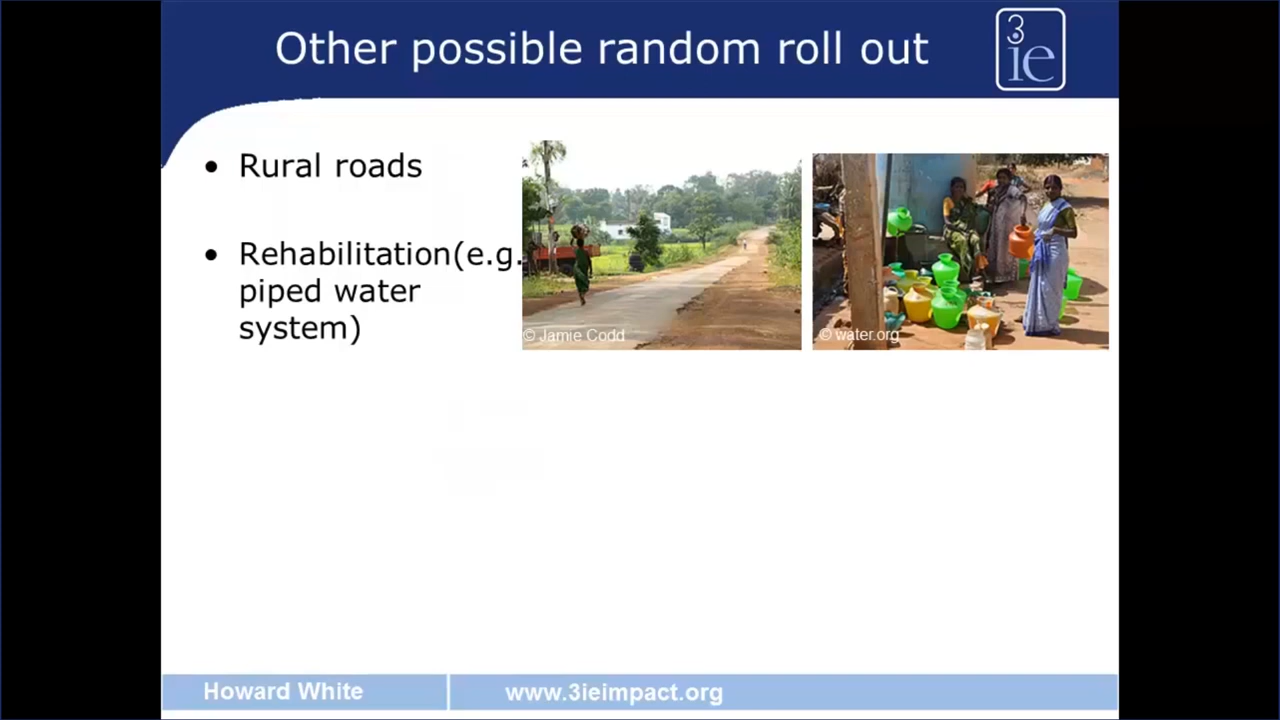 Other possible random roll out
3
ie
• Rural roads
• Rehabilitation(e.g.
piped water
system)
© Jamie Codd
© water.org
Howard White
www.3ieimpact.org